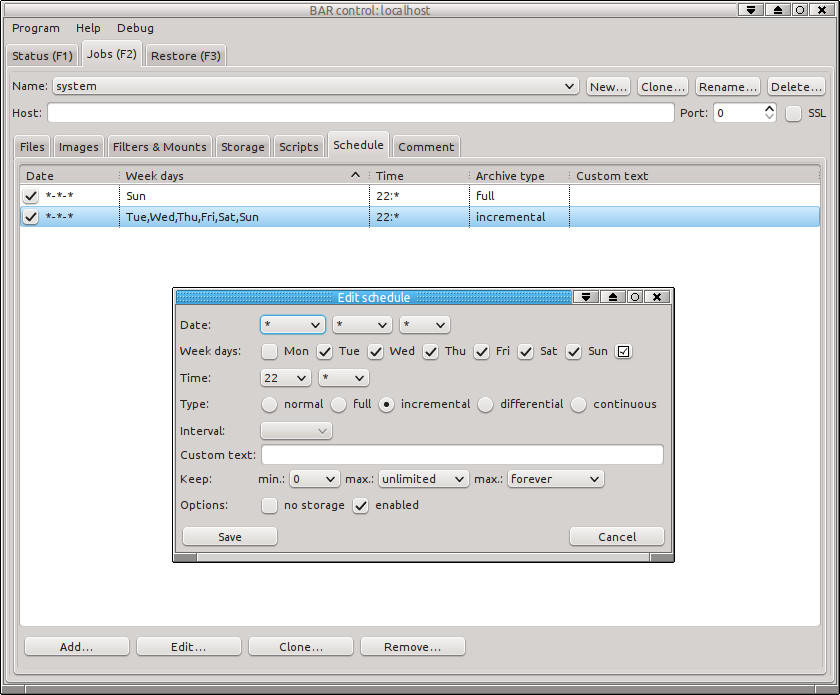 BAR control: localhost
Program Help Debug
Status (F1) Jobs (F2) Restore (F3)
Name: system New... Clone... Rename... Delete...
Host: Port: 0 SSL
Files Images Filters & Mounts Storage Scripts Schedule Comment
Date Week days Time Archive type Custom text
*-*-* Sun 22:* full
*-*-* Tue,Wed,Thu,Fri,Sat,Sun 22:* incremental
Edit schedule
Date: * * *
Week days: Mon Tue Wed Thu Fri Sat Sun
Time: 22 *
Type: normal full incremental differential continuous
Interval:
Custom text:
Keep: min.: 0 max.: unlimited max.: forever
Options: no storage enabled
Save Cancel
Add... Edit... Clone... Remove...